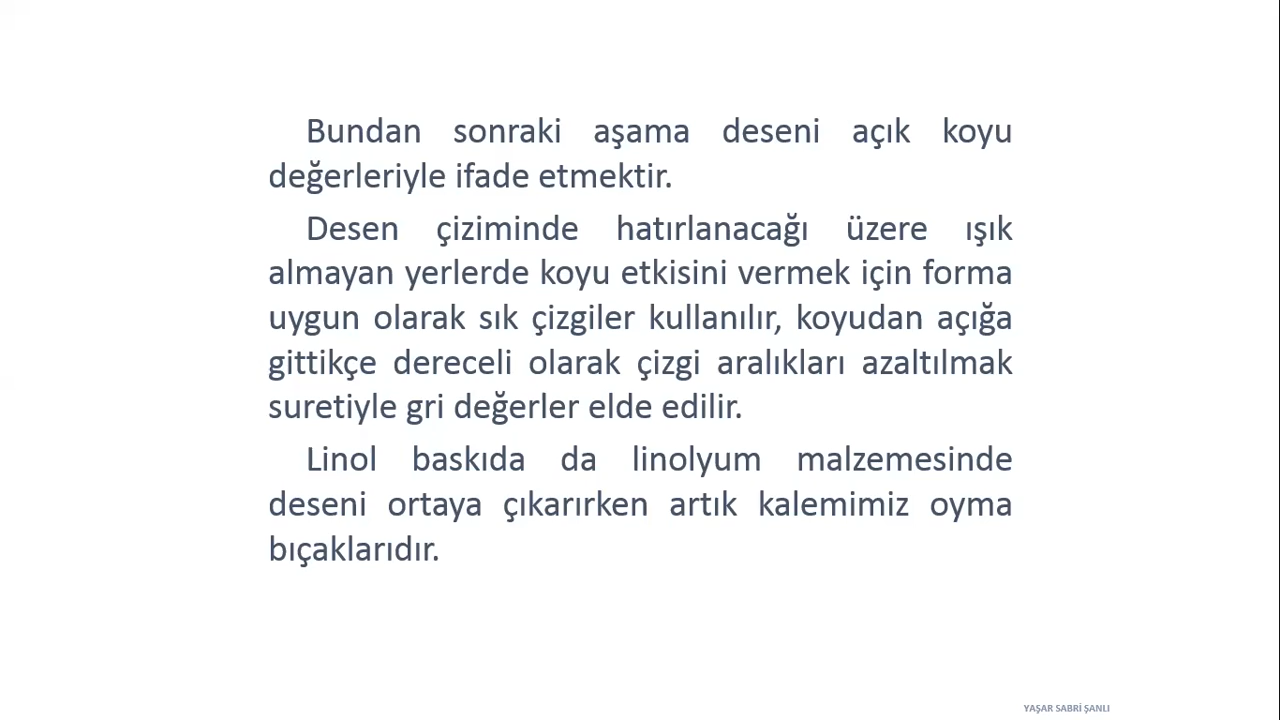 Bundan sonraki aşama deseni açık koyu
değerleriyle ifade etmektir.
Desen çiziminde hatırlanacağı üzere ışık
almayan yerlerde koyu etkisini vermek için forma
uygun olarak sık çizgiler kullanılır, koyudan açığa
gittikçe dereceli olarak çizgi aralıkları azaltılmak
suretiyle gri değerler elde edilir.
Linol baskıda da linolyum malzemesinde
deseni ortaya çıkarırken artık kalemimiz oyma
bıçaklarıdır.
YAŞAR SABRİ ŞANLI